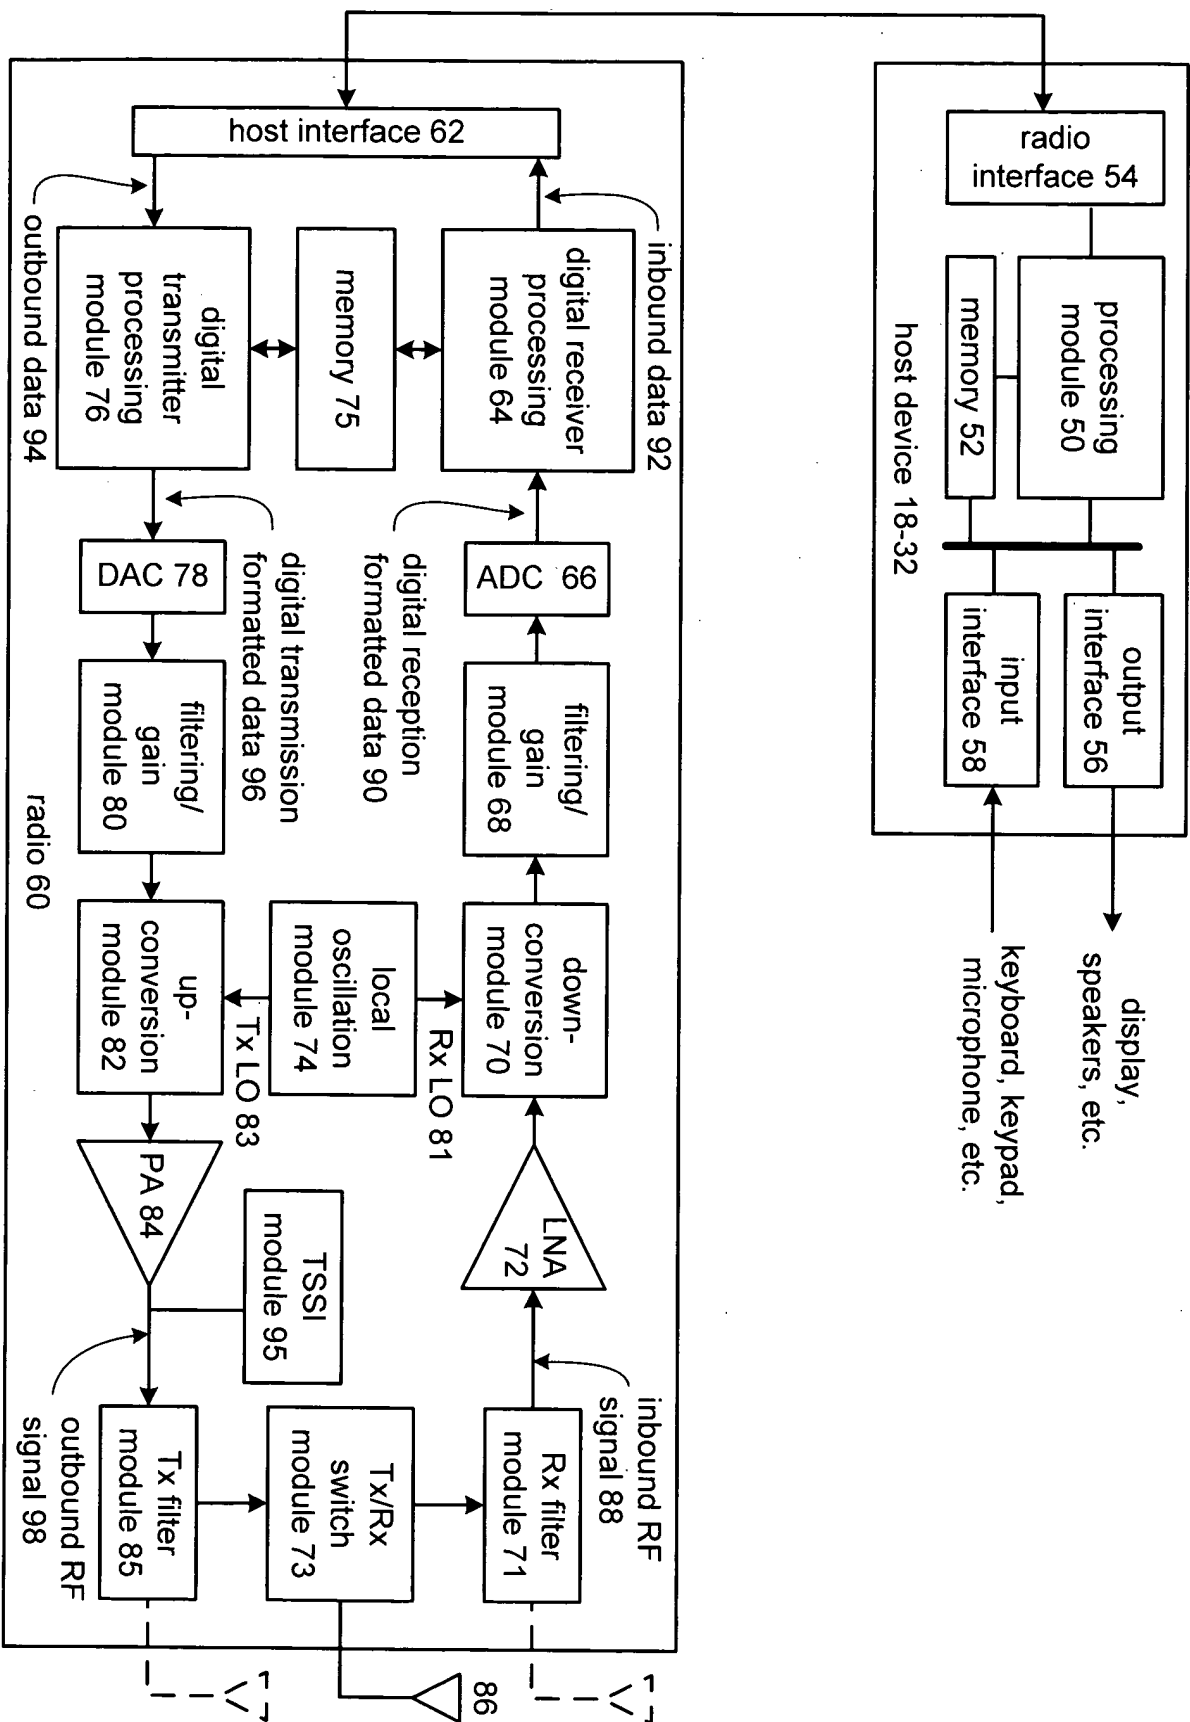 radio
interface 54
processing
module 50
memory 52
host device 18-32
output
interface 56
input
interface 58
display,
speakers, etc.
keyboard, keypad,
microphone, etc.
host interface 62
inbound data 92
digital receiver
processing
module 64
memory 75
digital
transmitter
processing
module 76
outbound data 94
ADC 66
digital reception
formatted data 90
digital transmission
formatted data 96
DAC 78
filtering/
gain
module 68
filtering/
gain
module 80
radio 60
down-
conversion
module 70
Rx LO 81
local
oscillation
module 74
Tx LO 83
up-
conversion
module 82
LNA
72
TSSI
module 95
PA 84
inbound RF
signal 88
Rx filter
module 71
Tx/Rx
switch
module 73
Tx filter
module 85
outbound RF
signal 98
86